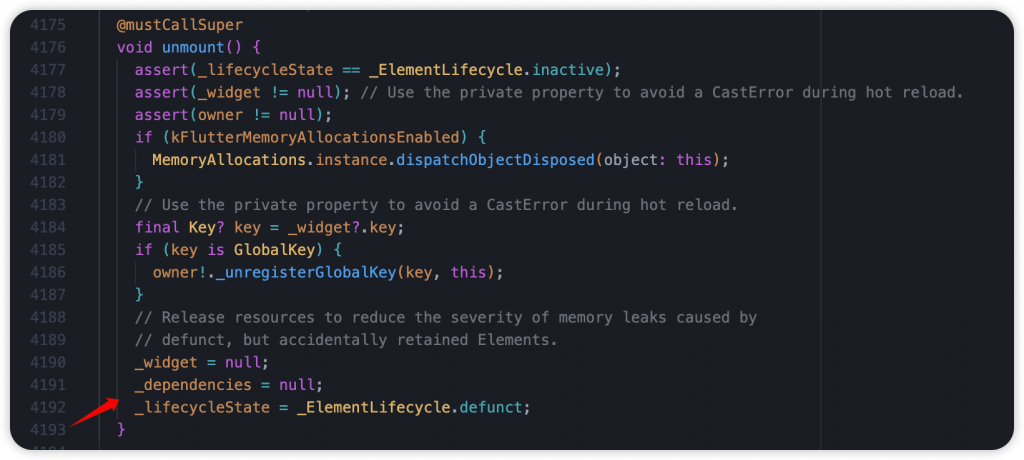 4175 @mustCallSuper
4176 void unmount() {
4177 assert(_lifecycleState == _ElementLifecycle.inactive);
4178 assert(_widget != null); // Use the private property to avoid a CastError during hot reload.
4179 assert(owner != null);
4180 if (kFlutterMemoryAllocationsEnabled) {
4181 MemoryAllocations.instance.dispatchObjectDisposed(object: this);
4182 }
4183 // Use the private property to avoid a CastError during hot reload.
4184 final Key? key = _widget?.key;
4185 if (key is GlobalKey) {
4186 owner!._unregisterGlobalKey(key, this);
4187 }
4188 // Release resources to reduce the severity of memory leaks caused by
4189 // defunct, but accidentally retained Elements.
4190 _widget = null;
4191 _dependencies = null;
4192 _lifecycleState = _ElementLifecycle.defunct;
4193 }